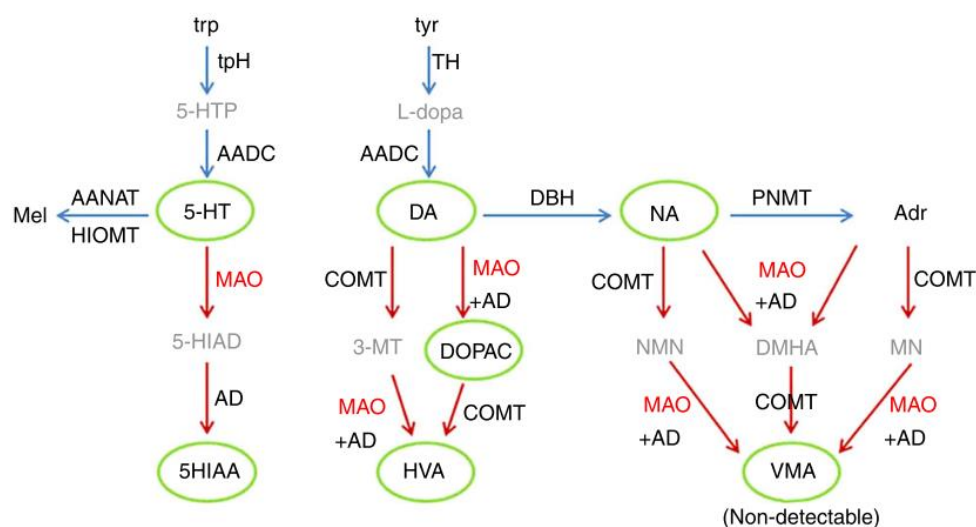 trp
tyr
tpH
TH
5-HTP
L-dopa
AADC
AADC
Mel
AANAT
HIOMT
5-HT
DA
DBH
NA
PNMT
Adr
MAO
COMT
MAO
+AD
COMT
MAO
+AD
COMT
5-HIAD
3-MT
DOPAC
NMN
DMHA
MN
AD
MAO
+AD
COMT
MAO
+AD
COMT
MAO
+AD
5HIAA
HVA
VMA
(Non-detectable)